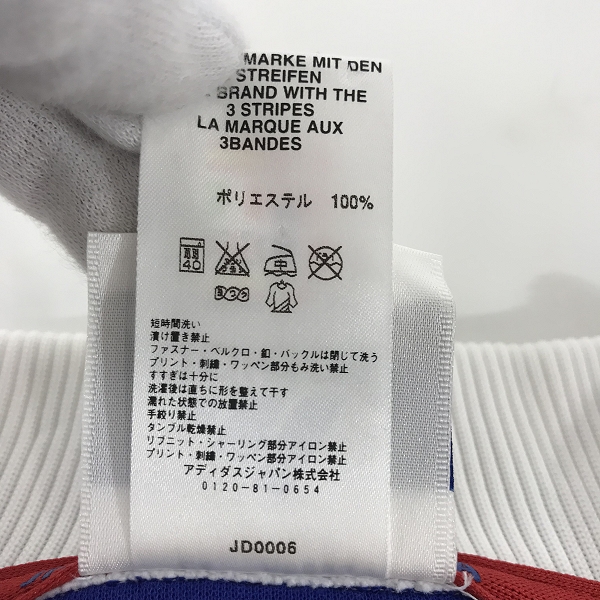 MARKE MIT DEN
STREIFEN
BRAND WITH THE
3 STRIPES
LA MARQUE AUX
3BANDES
ポリエステル 100%
40
中
ヨワク
短時間洗い
漬け置き禁止
ファスナー・ベルクロ・釦・バックルは閉じて洗う
プリント・刺繍・ワッペン部分もみ洗い禁止
すすぎは十分に
洗濯後は直ちに形を整えて干す
濡れた状態での放置禁止
手絞り禁止
タンブル乾燥禁止
リブニット・シャーリング部分アイロン禁止
プリント・刺繍・ワッペン部分アイロン禁止
アディダスジャパン株式会社
0120-81-0654
JD0006